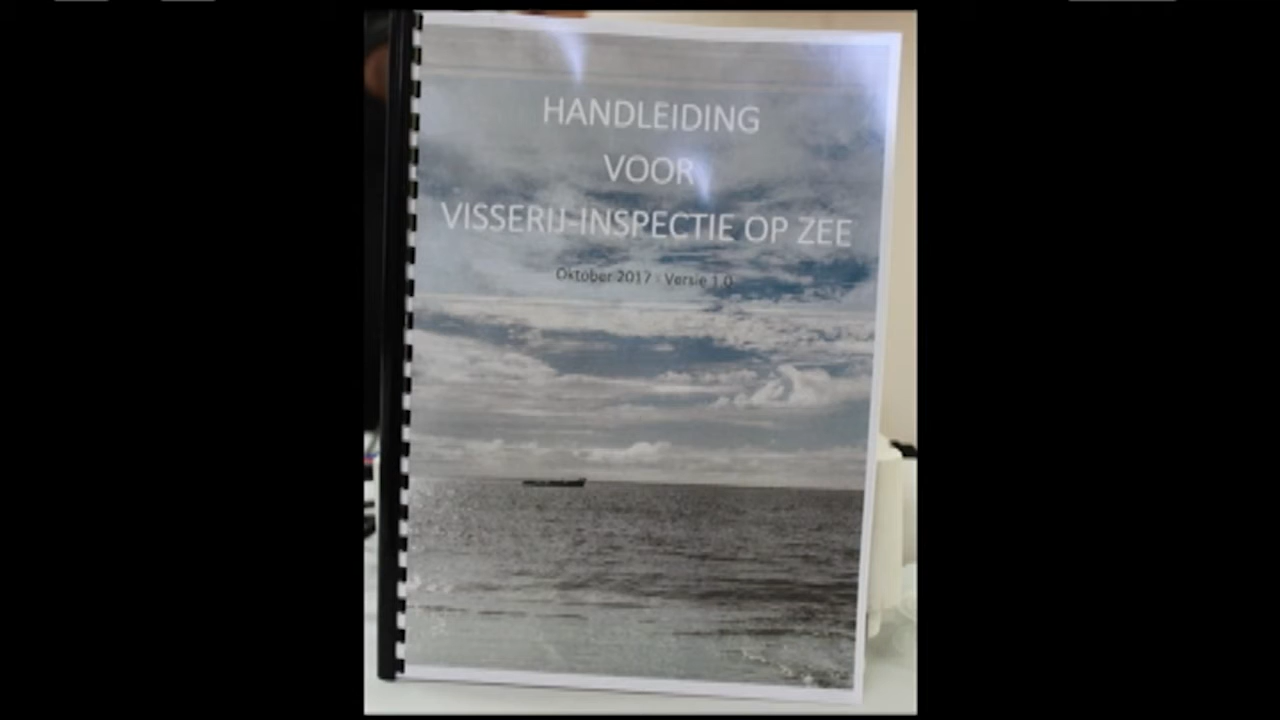 HANDLEIDING
VOOR
VISSERIJ-INSPECTIE OP ZEE
Oktober 2017 - Versie 1.0